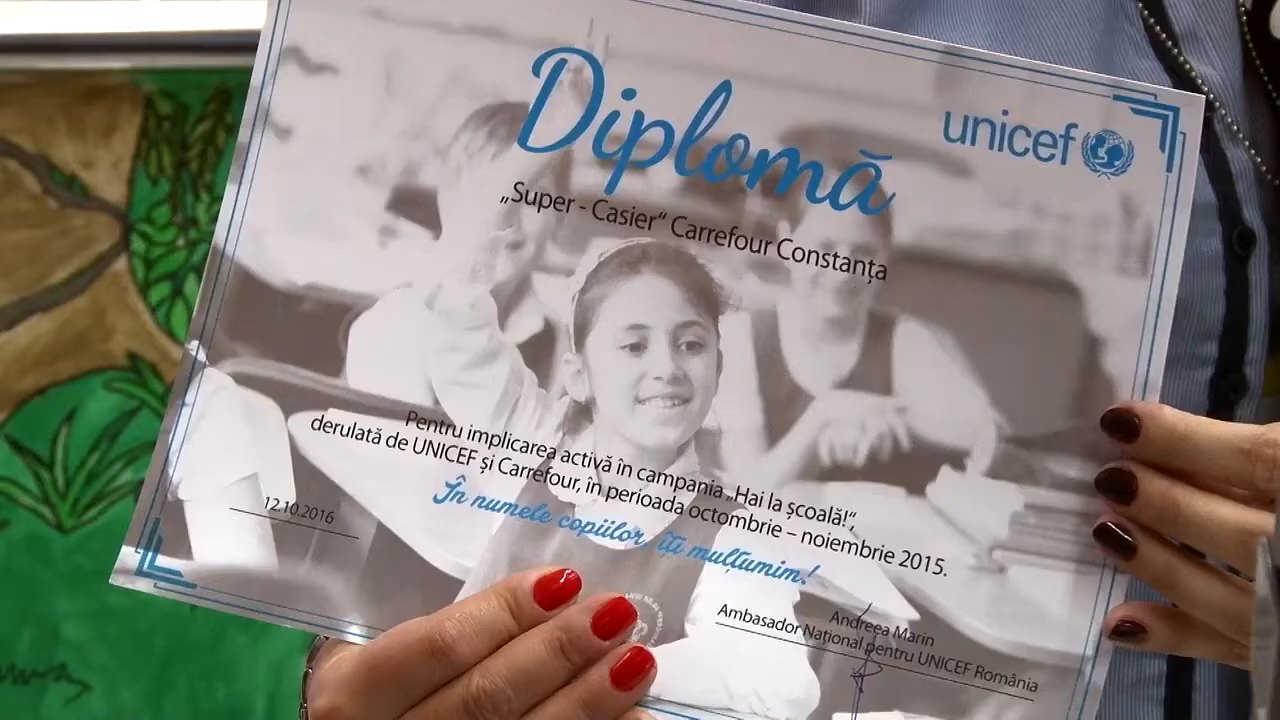 Diplomă
unicef
„Super - Casier“ Carrefour Constanța
Pentru implicarea activă în campania „Hai la școală!“,
derulată de UNICEF și Carrefour, în perioada octombrie – noiembrie 2015.
În numele copiilor, îți mulțumim!
12.10.2016
Andreea Marin
Ambasador Național pentru UNICEF România